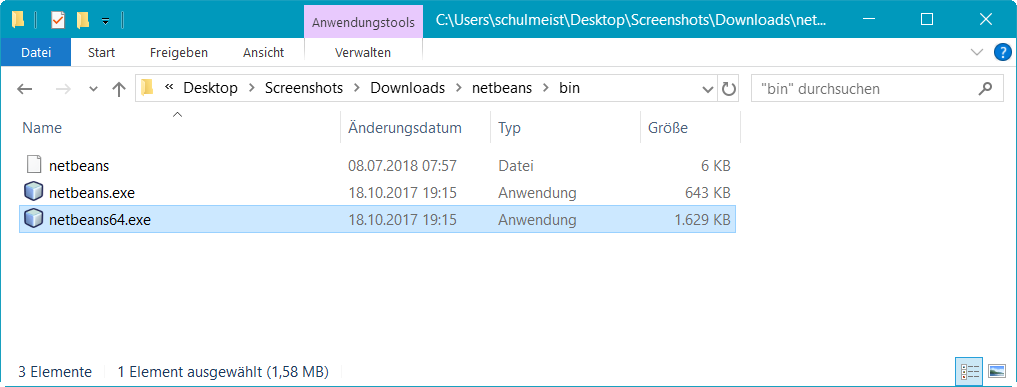 Anwendungstools C:\Users\schulmeist\Desktop\Screenshots\Downloads\net...
Datei Start Freigeben Ansicht Verwalten ?
« Desktop > Screenshots > Downloads > netbeans > bin "bin" durchsuchen
Name Änderungsdatum Typ Größe
netbeans 08.07.2018 07:57 Datei 6 KB
netbeans.exe 18.10.2017 19:15 Anwendung 643 KB
netbeans64.exe 18.10.2017 19:15 Anwendung 1.629 KB
3 Elemente 1 Element ausgewählt (1,58 MB)